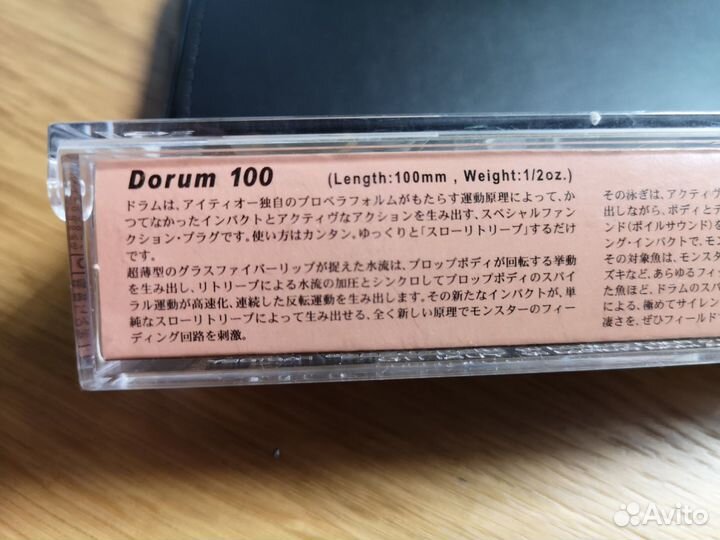 Dorum 100 (Length:100mm , Weight:1/2oz.)
ドラムは、アイティオー独自のプロペラフォルムがもたらす運動原理によって、か
つてなかったインパクトとアクティヴなアクションを生み出す、スペシャルファン
クション・プラグです。使い方はカンタン。ゆっくりと「スローリトリーブ」するだけ
です。
超薄型のグラスファイバーリップが捉えた水流は、プロップボディが回転する挙動
を生み出し、リトリーブによる水流の加圧とシンクロしてプロップボディのスパイ
ラル運動が高速化、連続した反転運動を生み出します。その新たなインパクトが、単
純なスローリトリーブによって生み出せる、全く新しい原理でモンスターのフィー
ディング回路を刺激。
その泳ぎは、アクティヴ
出しながら、ボディとテ
ンド(ボイルサウンド)を
ング・インパクトで、モン
その対象魚は、モンスタ
ズキなど、あらゆるフィ
た魚ほど、ドラムのスパ
による、極めてサイレン
凄さを、ぜひフィールド
Avito